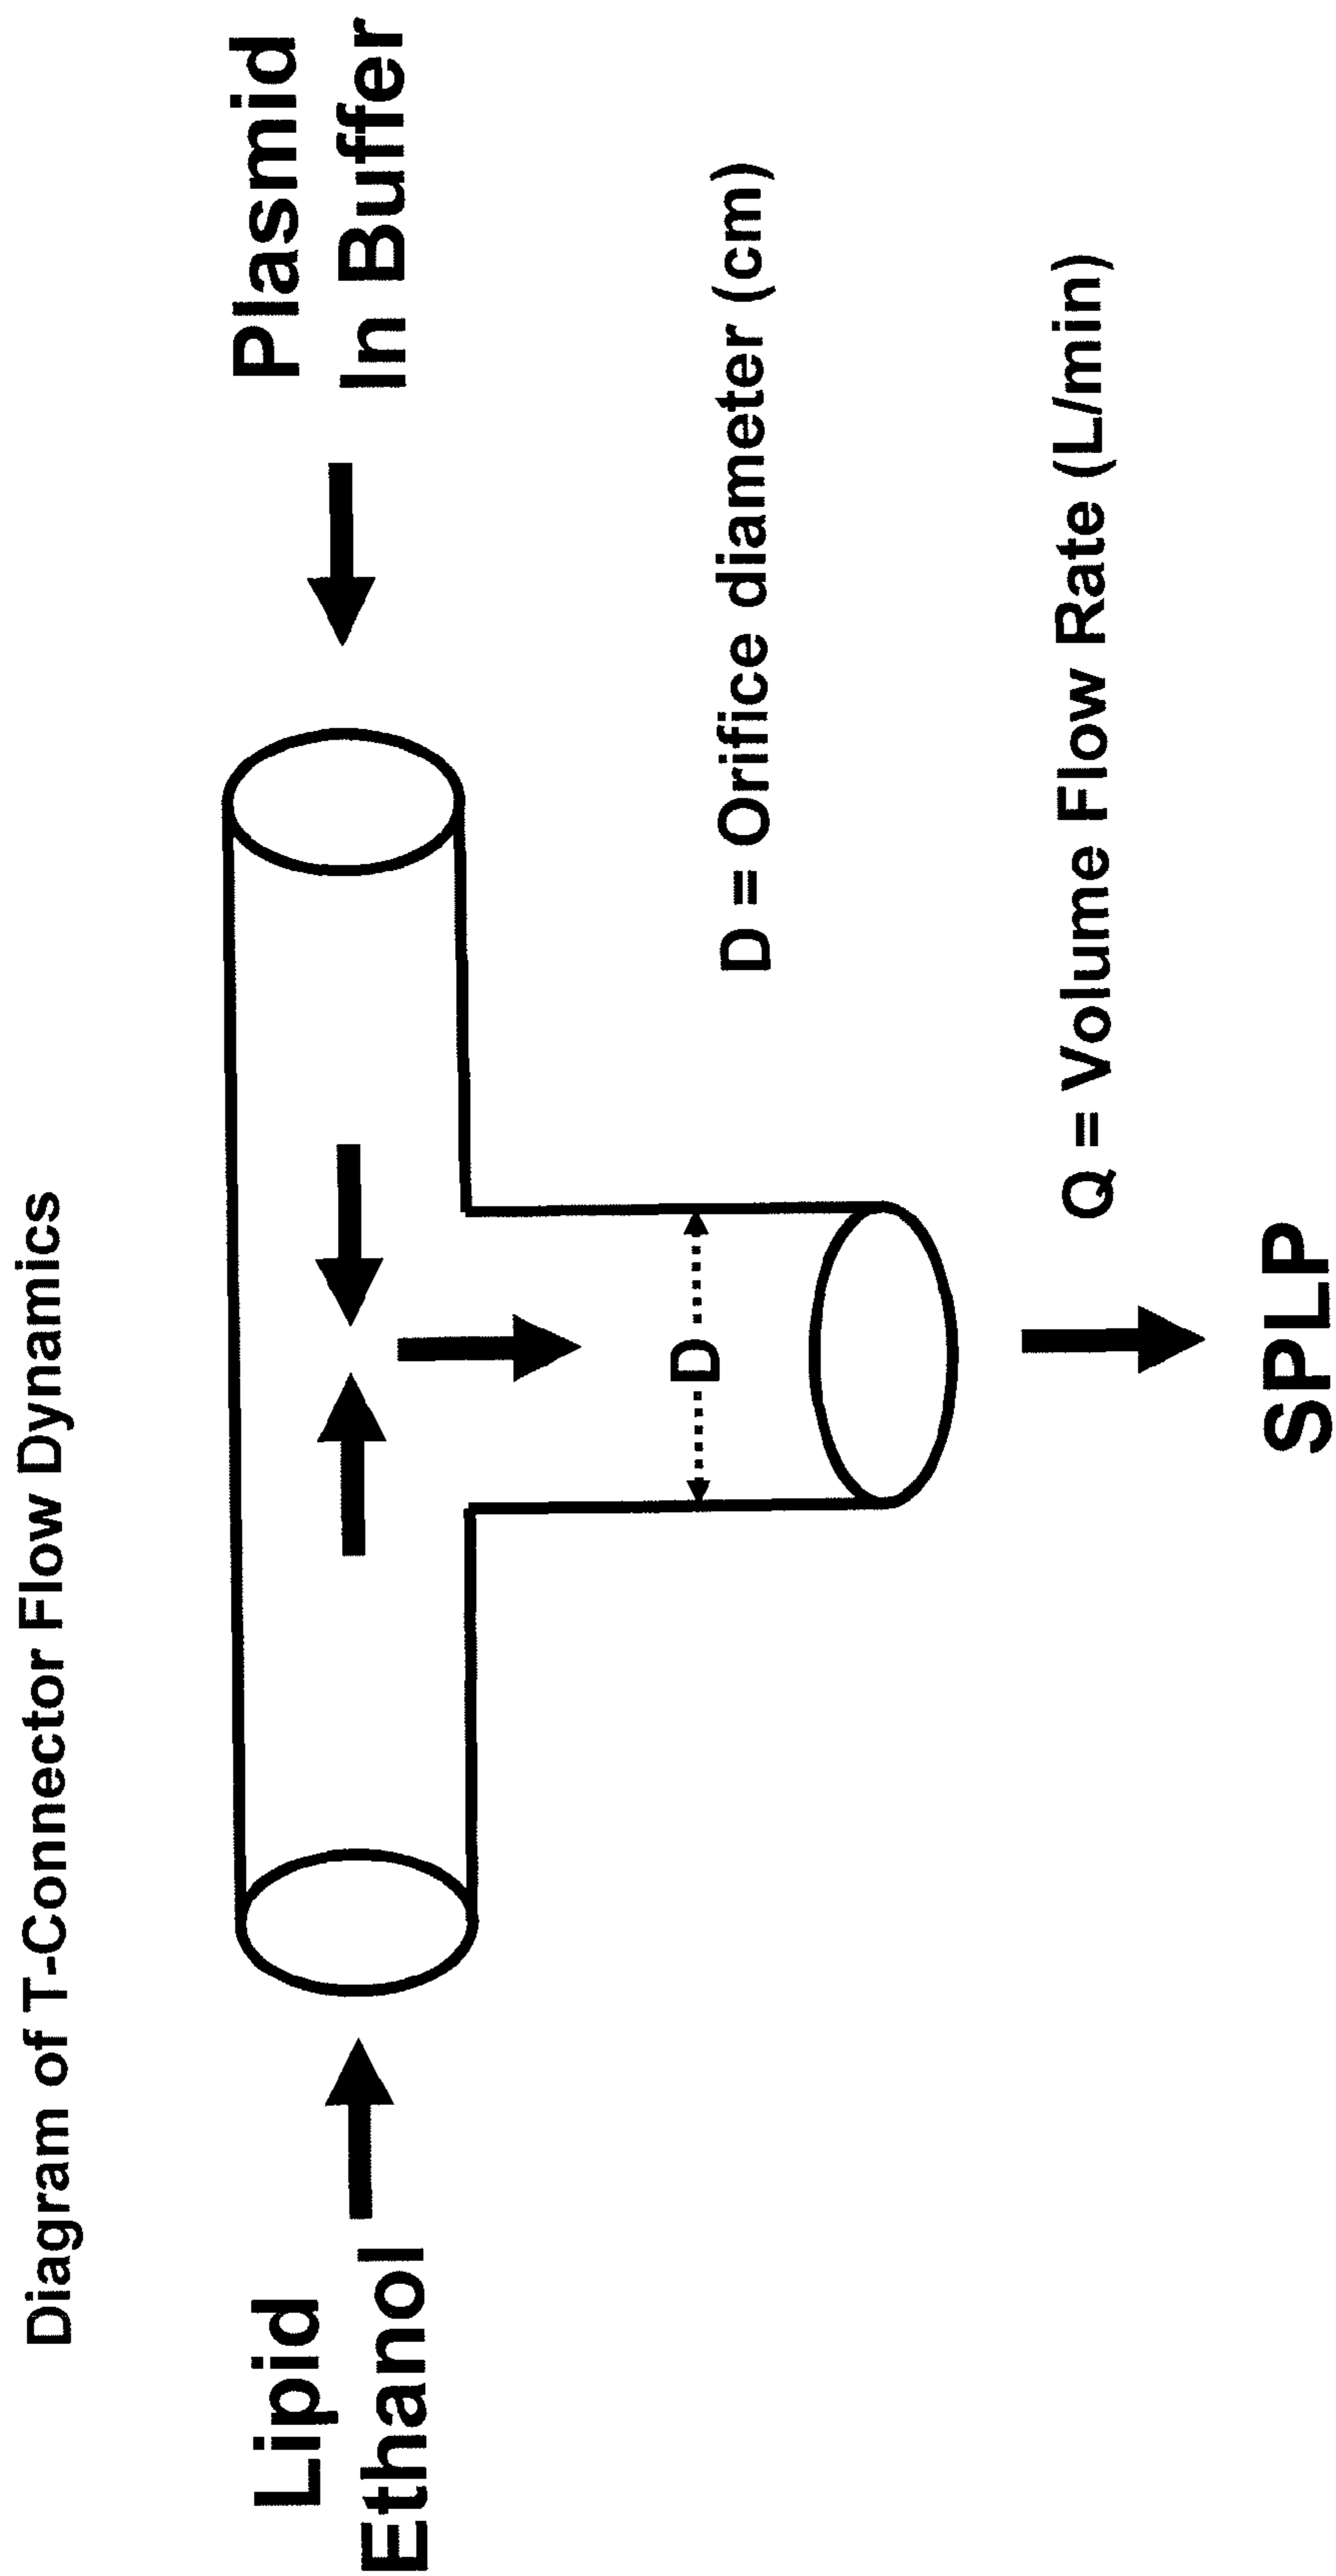 Diagram of T-Connector Flow Dynamics
Lipid
Ethanol
Plasmid
In Buffer
D
D = Orifice diameter (cm)
Q = Volume Flow Rate (L/min)
SPLP